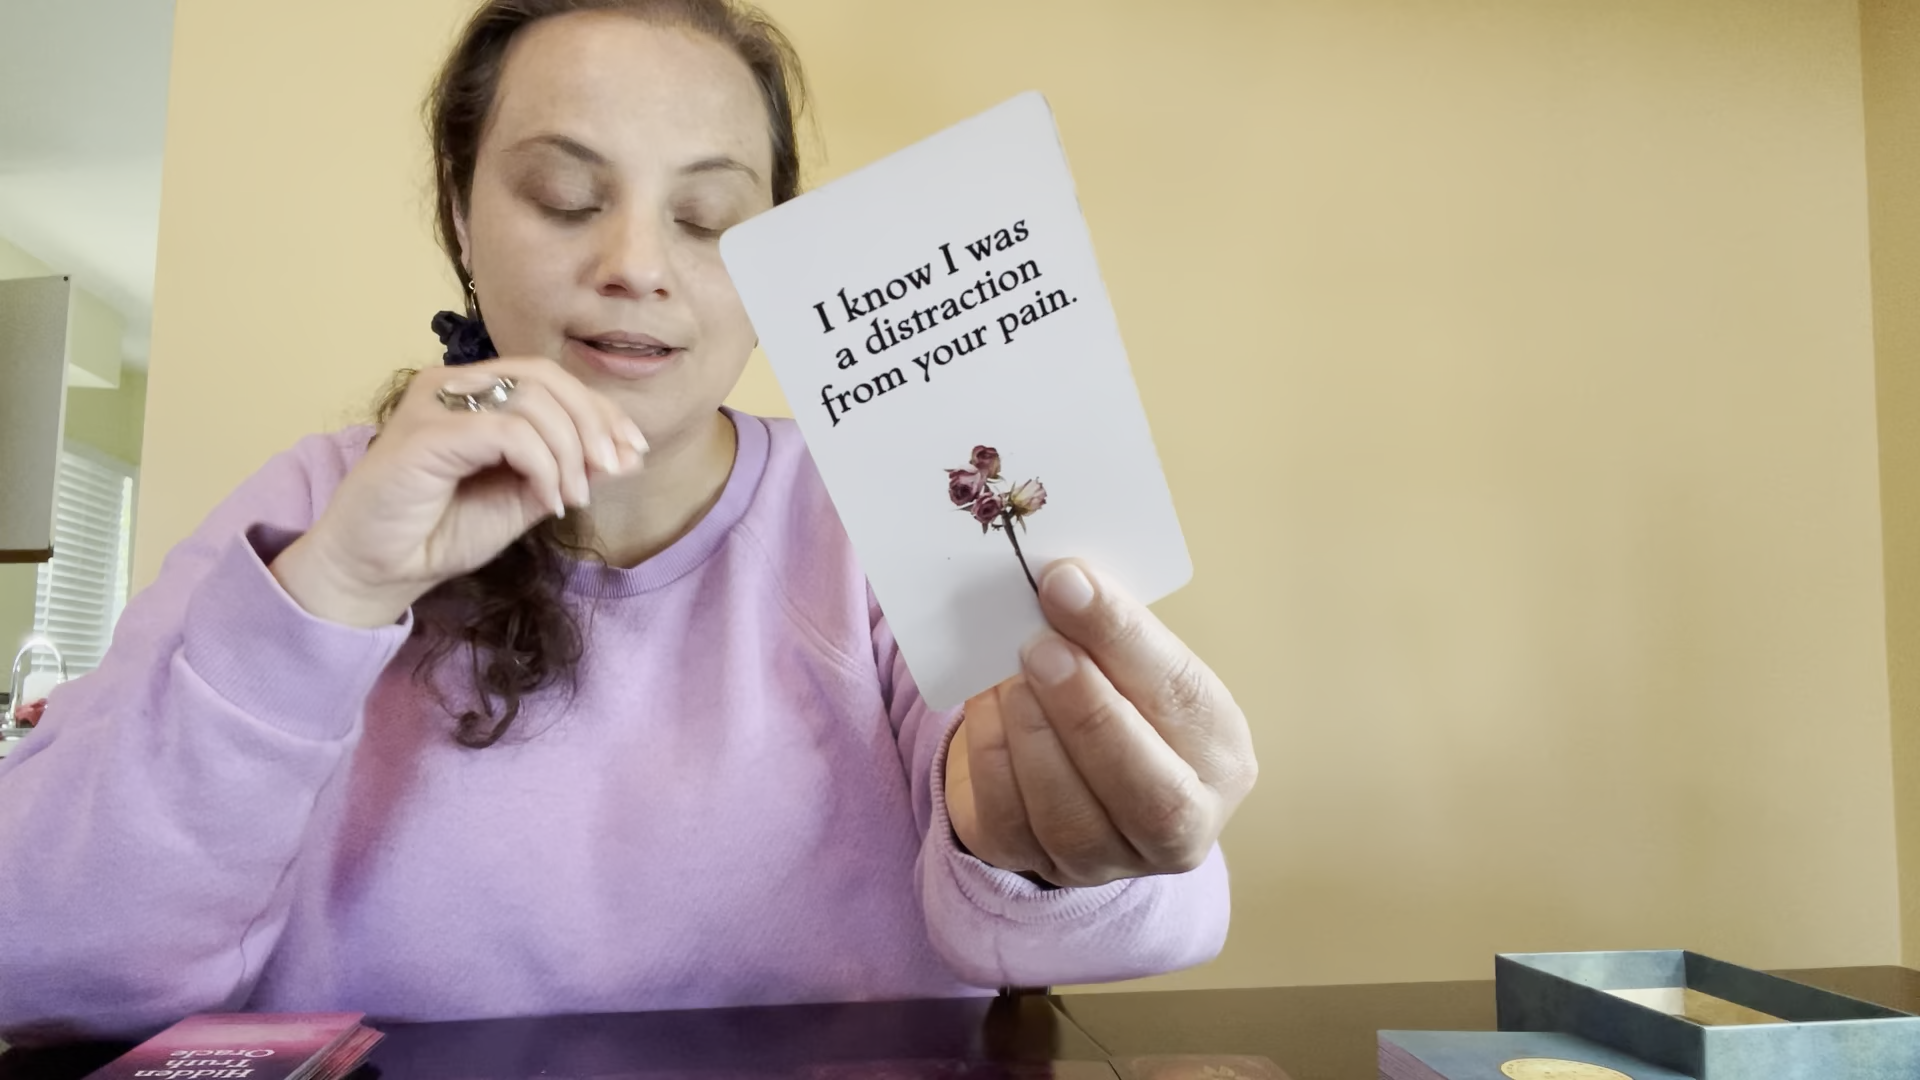 I know I was
a distraction
from your pain.
Hidden
Truth
Oracle